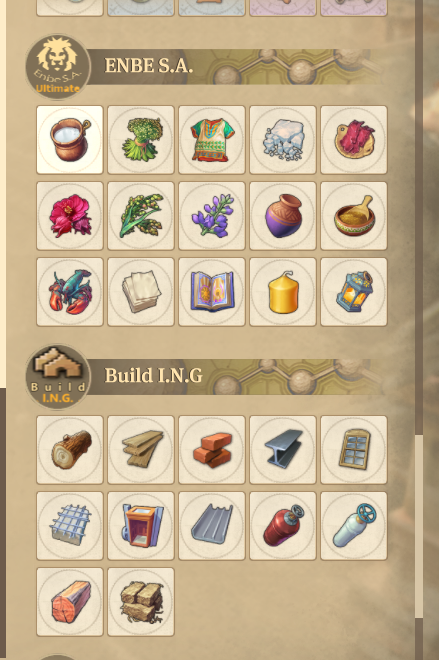 Enbe S.A.
Ultimate
ENBE S.A.
Build
I.N.G.
Build I.N.G